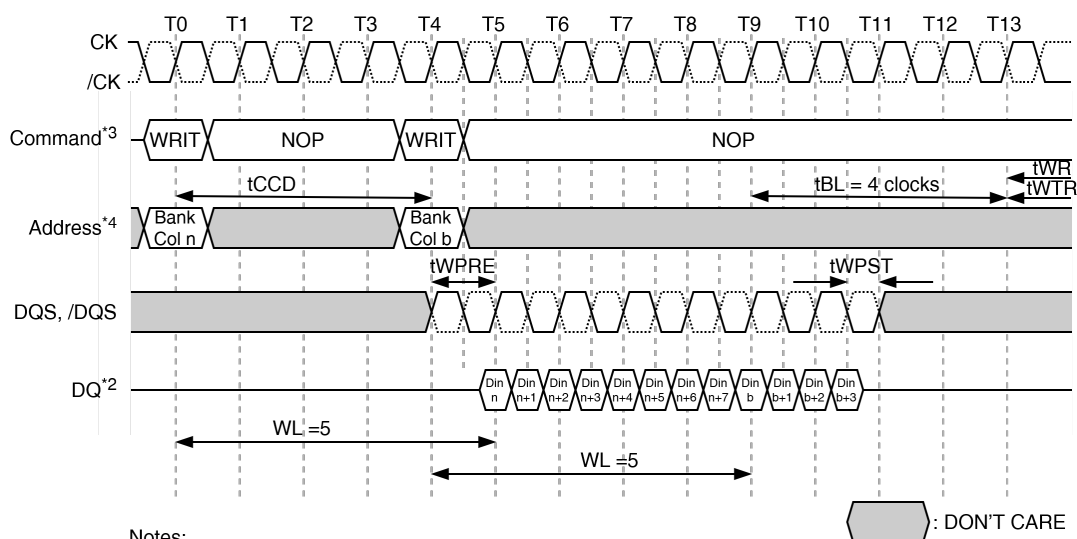 T0 T1 T2 T3 T4 T5 T6 T7 T8 T9 T10 T11 T12 T13
CK
/CK
Command*3 WRIT NOP WRIT NOP
tWR
tCCD tBL = 4 clocks tWTR
Address*4 Bank Col n Bank Col b
tWPRE tWPST
DQS, /DQS
DQ*2 Din n Din n+1 Din n+2 Din n+3 Din n+4 Din n+5 Din n+6 Din n+7 Din b Din b+1 Din b+2 Din b+3
WL =5
WL =5
: DON'T CARE
Notes: